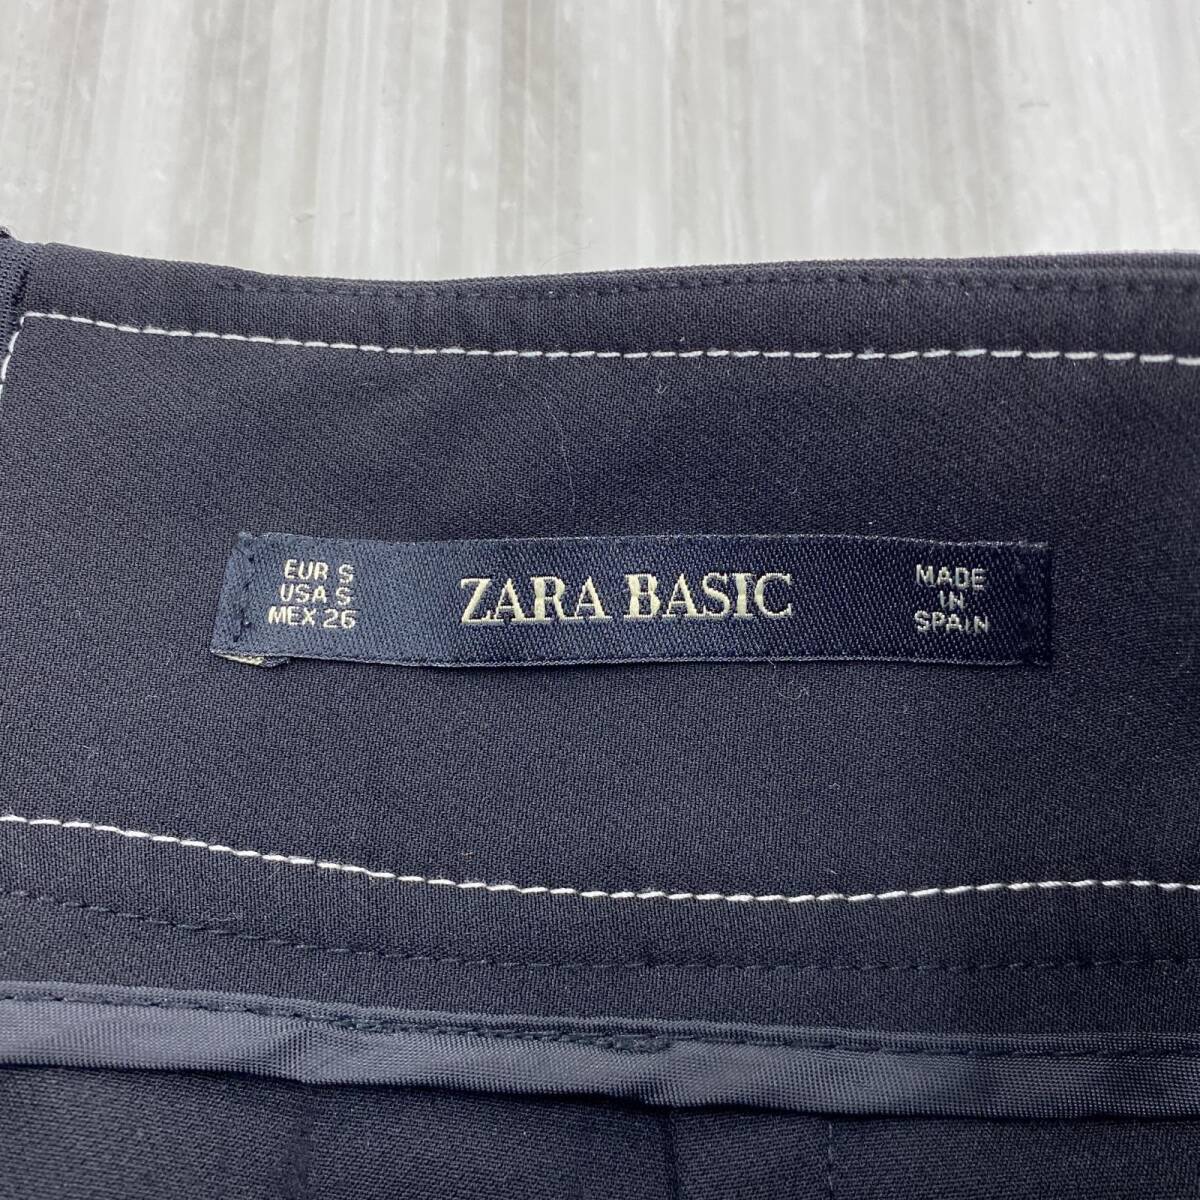 EUR S
USA S
MEX 26
ZARA BASIC
MADE
IN
SPAIN